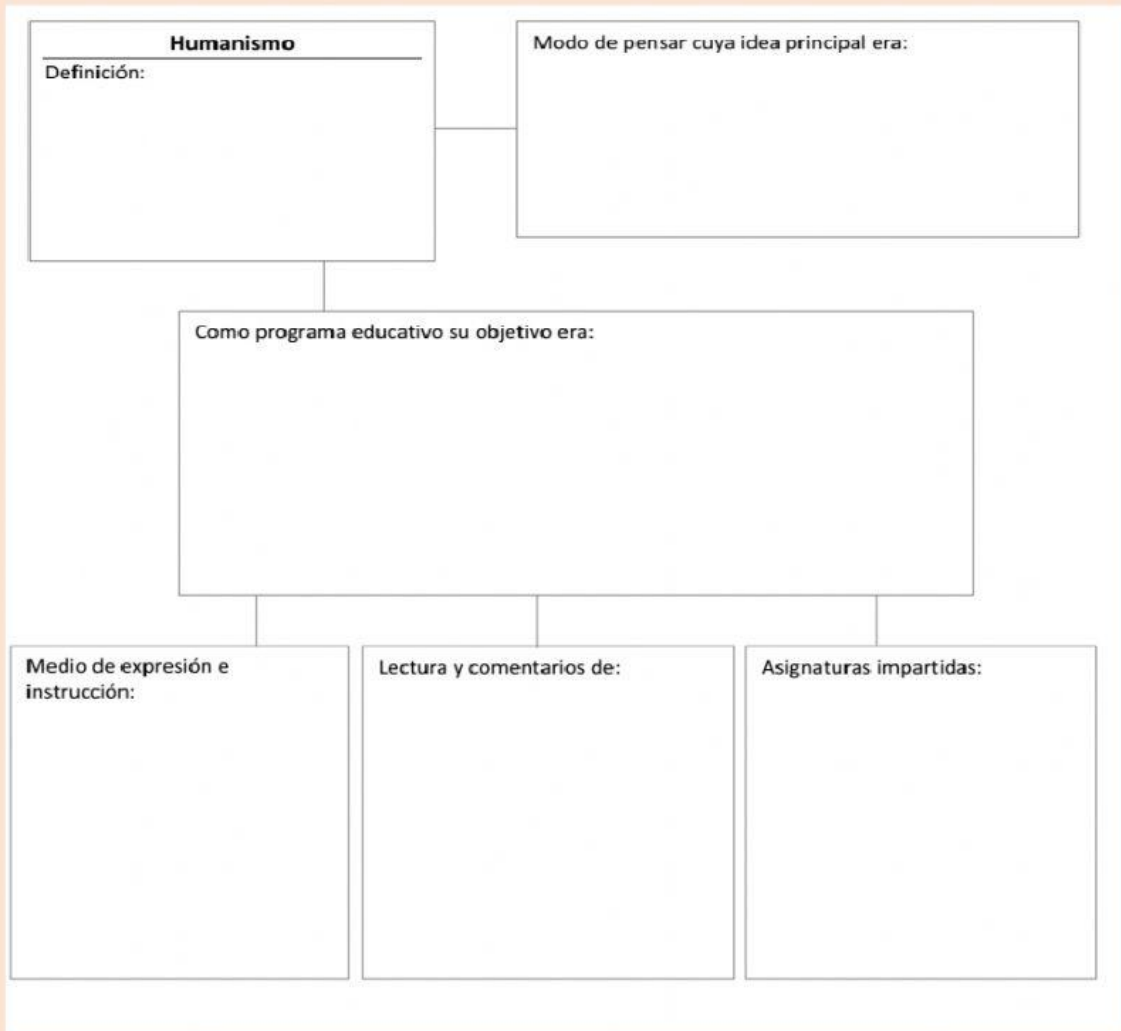 Humanismo
Definición:
Modo de pensar cuya idea principal era:
Como programa educativo su objetivo era:
Medio de expresión e
instrucción:
Lectura y comentarios de:
Asignaturas impartidas: